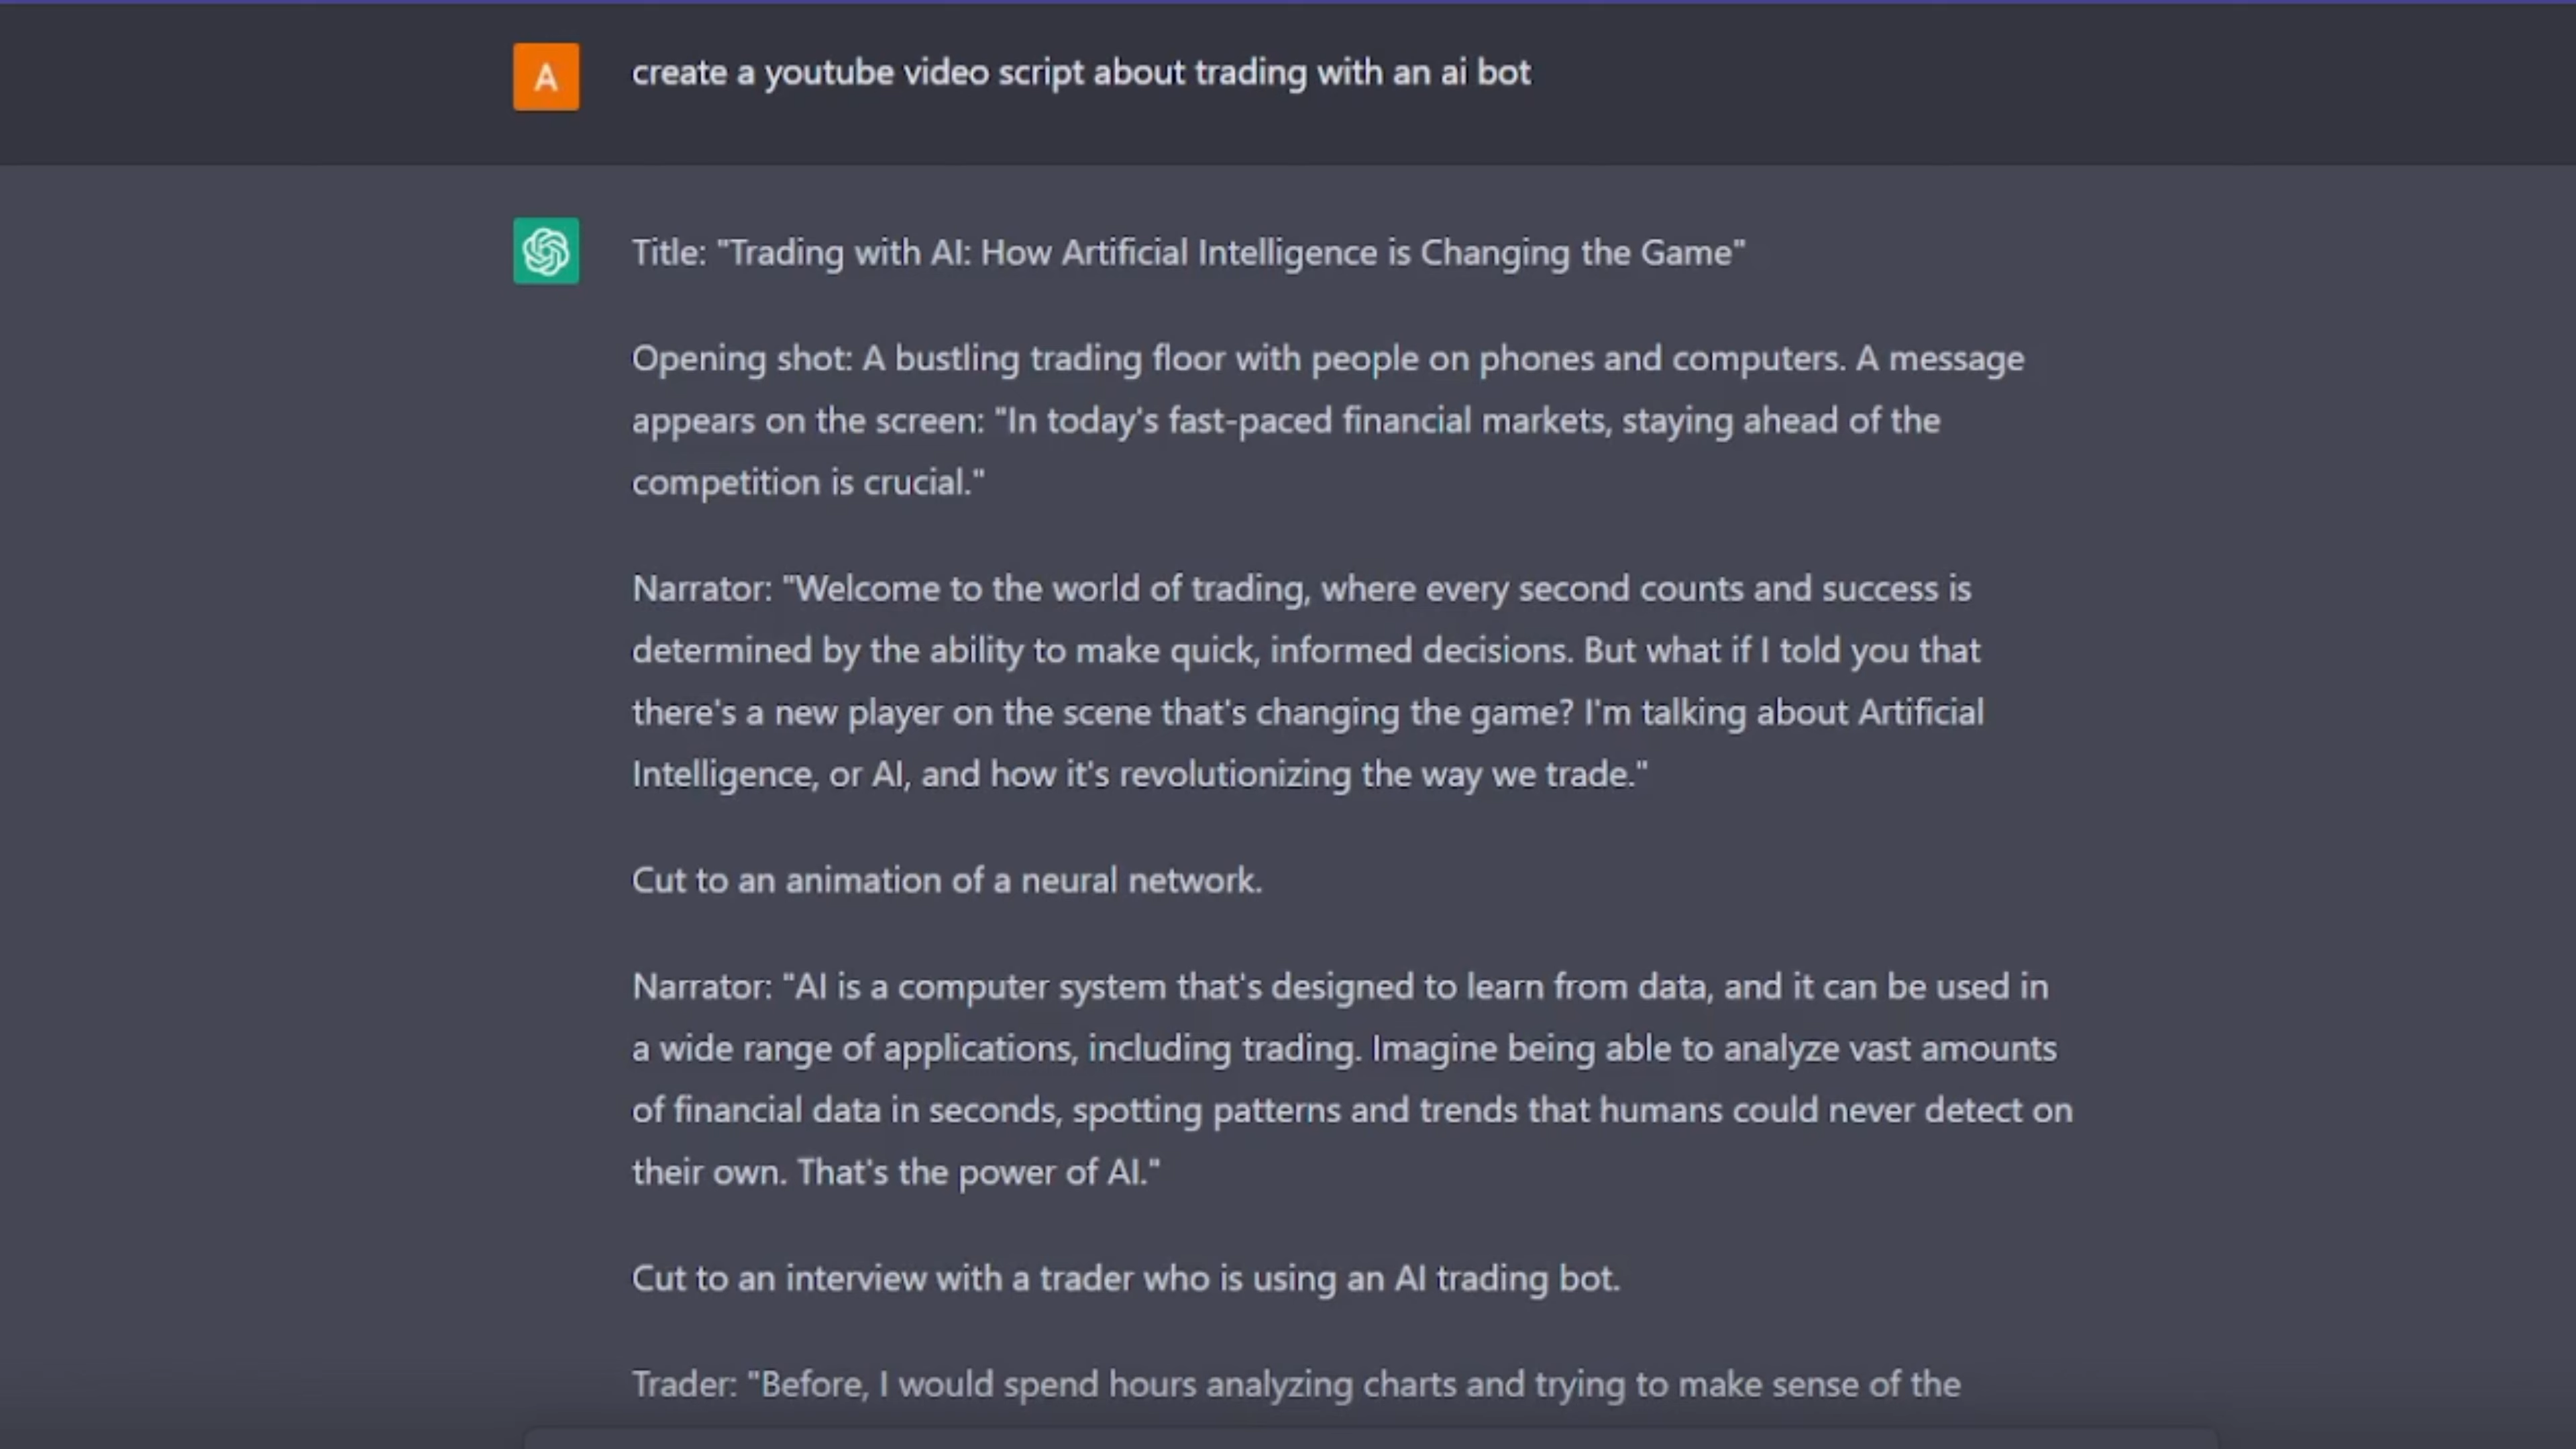 A
create a youtube video script about trading with an ai bot
Title: "Trading with AI: How Artificial Intelligence is Changing the Game"
Opening shot: A bustling trading floor with people on phones and computers. A message
appears on the screen: "In today's fast-paced financial markets, staying ahead of the
competition is crucial."
Narrator: "Welcome to the world of trading, where every second counts and success is
determined by the ability to make quick, informed decisions. But what if I told you that
there's a new player on the scene that's changing the game? I'm talking about Artificial
Intelligence, or AI, and how it's revolutionizing the way we trade."
Cut to an animation of a neural network.
Narrator: "AI is a computer system that's designed to learn from data, and it can be used in
a wide range of applications, including trading. Imagine being able to analyze vast amounts
of financial data in seconds, spotting patterns and trends that humans could never detect on
their own. That's the power of AI."
Cut to an interview with a trader who is using an AI trading bot.
Trader: "Before, I would spend hours analyzing charts and trying to make sense of the